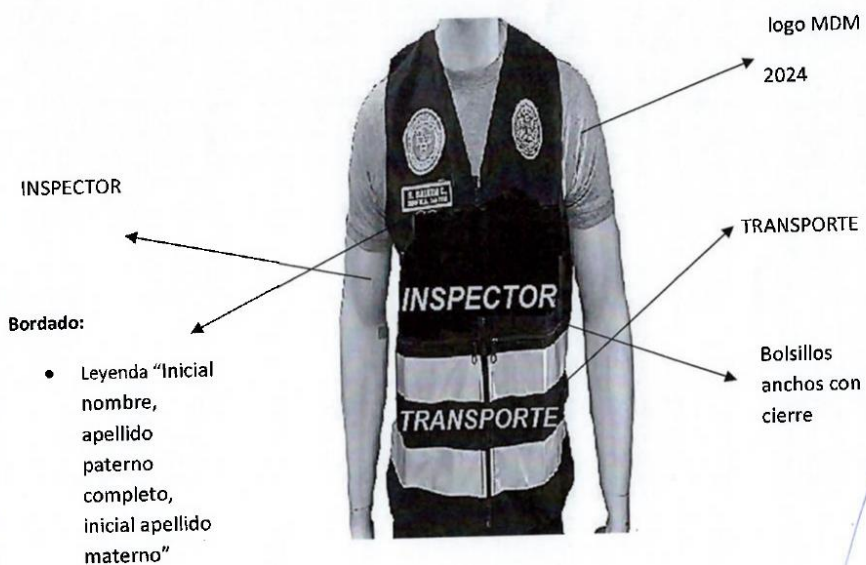 logo MDM
2024
INSPECTOR
TRANSPORTE
Bordado:
• Leyenda “Inicial
nombre,
apellido
paterno
completo,
inicial apellido
materno”
Bolsillos
anchos con
cierre
INSPECTOR
TRANSPORTE